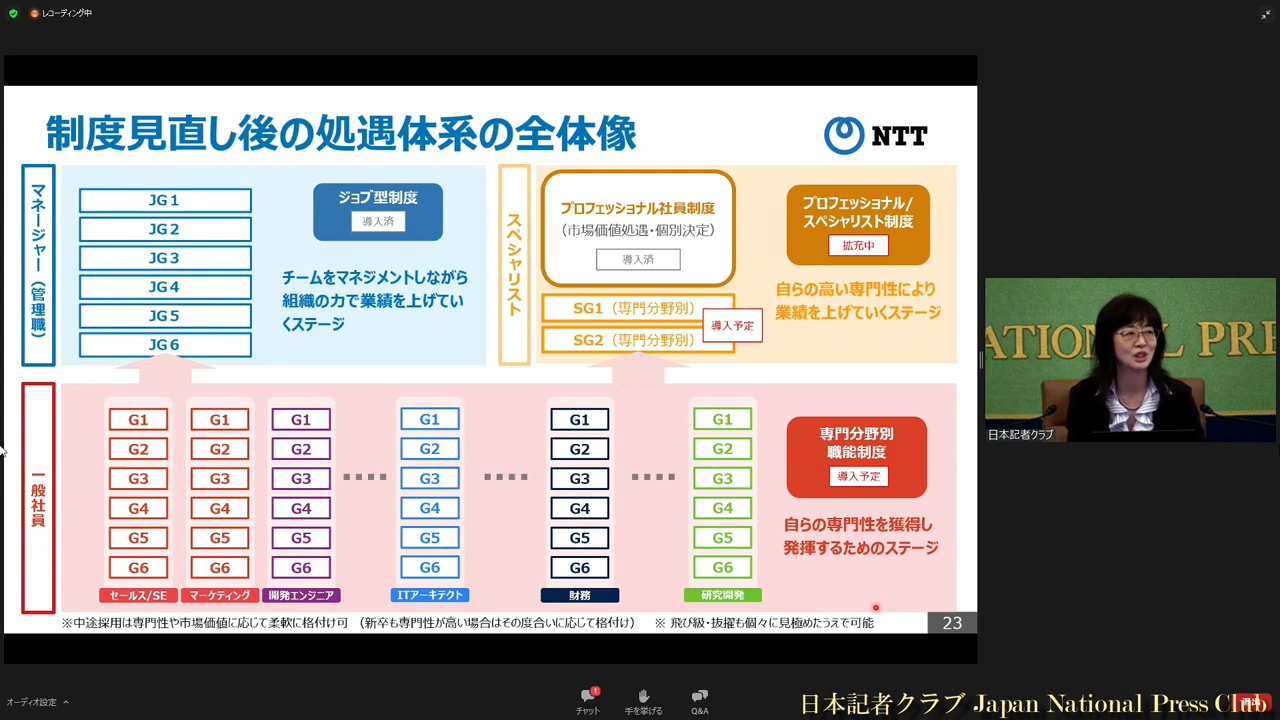 レコーディング中
制度見直し後の処遇体系の全体像
NTT
マネージャー（管理職）
JG1
JG2
JG3
JG4
JG5
JG6
ジョブ型制度
導入済
チームをマネジメントしながら
組織の力で業績を上げてい
くステージ
スペシャリスト
プロフェッショナル社員制度
（市場価値処遇・個別決定）
導入済
SG1（専門分野別）
SG2（専門分野別）
導入予定
プロフェッショナル/
スペシャリスト制度
拡充中
自らの高い専門性により
業績を上げていくステージ
一般社員
G1 G1 G1 G1 G1 G1
G2 G2 G2 G2 G2 G2
G3 G3 G3 G3 G3 G3
G4 G4 G4 G4 G4 G4
G5 G5 G5 G5 G5 G5
G6 G6 G6 G6 G6 G6
セールス/SE マーケティング 開発エンジニア ITアーキテクト 財務 研究開発
専門分野別
職能制度
導入予定
自らの専門性を獲得し
発揮するためのステージ
※中途採用は専門性や市場価値に応じて柔軟に格付け可 （新卒も専門性が高い場合はその度合いに応じて格付け） ※ 飛び級・抜擢も個々に見極めたうえで可能
23
NATIONAL PRE
日本記者クラブ
オーディオ設定
1
チャット
手を挙げる
Q&A
日本記者クラブ Japan National Press Club